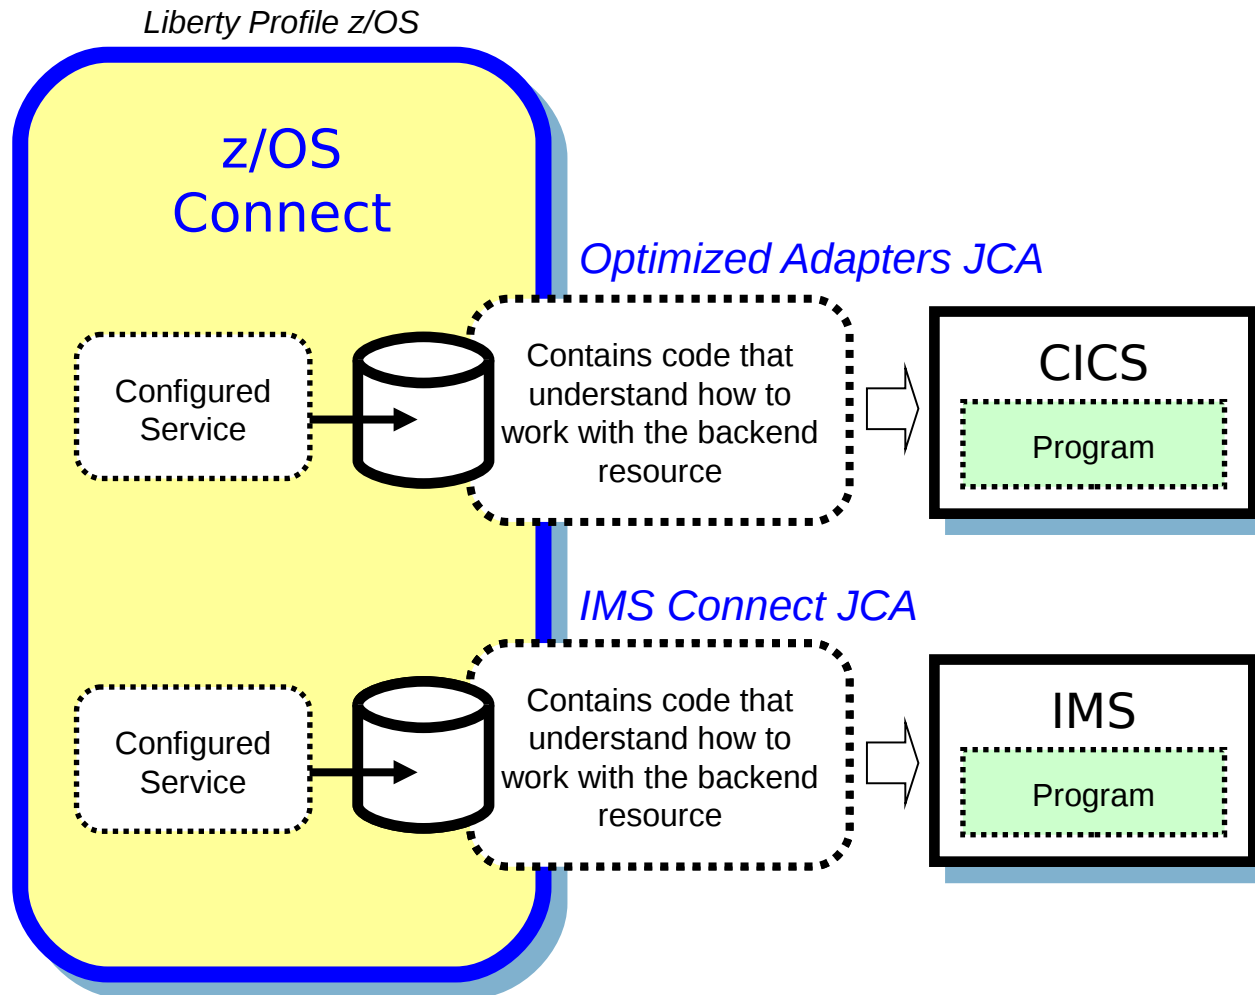 Liberty Profile z/OS
z/OS
Connect
Optimized Adapters JCA
Configured
Service
Contains code that
understand how to
work with the backend
resource
CICS
Program
IMS Connect JCA
Configured
Service
Contains code that
understand how to
work with the backend
resource
IMS
Program